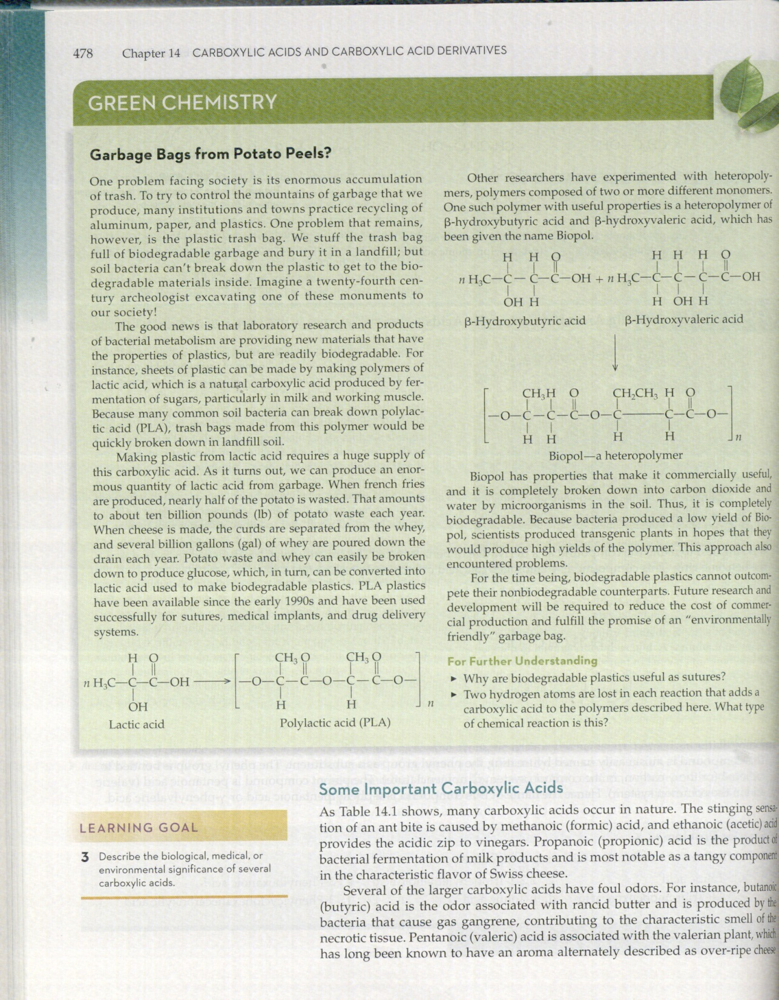 478 Chapter 14 CARBOXYLIC ACIDS AND CARBOXYLIC ACID DERIVATIVES
GREEN CHEMISTRY
Garbage Bags from Potato Peels?
One problem facing society is its enormous accumulation
of trash. To try to control the mountains of garbage that we
produce, many institutions and towns practice recycling of
aluminum, paper, and plastics. One problem that remains,
however, is the plastic trash bag. We stuff the trash bag
full of biodegradable garbage and bury it in a landfill; but
soil bacteria can't break down the plastic to get to the bio-
degradable materials inside. Imagine a twenty-fourth cen-
tury archeologist excavating one of these monuments to
our society!
The good news is that laboratory research and products
of bacterial metabolism are providing new materials that have
the properties of plastics, but are readily biodegradable. For
instance, sheets of plastic can be made by making polymers of
lactic acid, which is a natural carboxylic acid produced by fer-
mentation of sugars, particularly in milk and working muscle.
Because many common soil bacteria can break down polylac-
tic acid (PLA), trash bags made from this polymer would be
quickly broken down in landfill soil.
Making plastic from lactic acid requires a huge supply of
this carboxylic acid. As it turns out, we can produce an enor-
mous quantity of lactic acid from garbage. When french fries
are produced, nearly half of the potato is wasted. That amounts
to about ten billion pounds (lb) of potato waste each year.
When cheese is made, the curds are separated from the whey,
and several billion gallons (gal) of whey are poured down the
drain each year. Potato waste and whey can easily be broken
down to produce glucose, which, in turn, can be converted into
lactic acid used to make biodegradable plastics. PLA plastics
have been available since the early 1990s and have been used
successfully for sutures, medical implants, and drug delivery
systems.
H O CH₃ O CH₃ O
n H₃C—C—C—OH ⟶ [—O—C—C—O—C—C—O—]n
OH H H
Lactic acid Polylactic acid (PLA)
Other researchers have experimented with heteropoly-
mers, polymers composed of two or more different monomers.
One such polymer with useful properties is a heteropolymer of
β-hydroxybutyric acid and β-hydroxyvaleric acid, which has
been given the name Biopol.
H H O H H H O
n H₃C—C—C—C—OH + n H₃C—C—C—C—C—OH
OH H H OH H
β-Hydroxybutyric acid β-Hydroxyvaleric acid
CH₃H O CH₂CH₃ H O
[—O—C—C—C—O—C—C—C—O—]n
H H H H
Biopol—a heteropolymer
Biopol has properties that make it commercially useful,
and it is completely broken down into carbon dioxide and
water by microorganisms in the soil. Thus, it is completely
biodegradable. Because bacteria produced a low yield of Bio-
pol, scientists produced transgenic plants in hopes that they
would produce high yields of the polymer. This approach also
encountered problems.
For the time being, biodegradable plastics cannot outcom-
pete their nonbiodegradable counterparts. Future research and
development will be required to reduce the cost of commer-
cial production and fulfill the promise of an "environmentally
friendly" garbage bag.
For Further Understanding
▸ Why are biodegradable plastics useful as sutures?
▸ Two hydrogen atoms are lost in each reaction that adds a
carboxylic acid to the polymers described here. What type
of chemical reaction is this?
LEARNING GOAL
3 Describe the biological, medical, or
environmental significance of several
carboxylic acids.
Some Important Carboxylic Acids
As Table 14.1 shows, many carboxylic acids occur in nature. The stinging sensa-
tion of an ant bite is caused by methanoic (formic) acid, and ethanoic (acetic) acid
provides the acidic zip to vinegars. Propanoic (propionic) acid is the product of
bacterial fermentation of milk products and is most notable as a tangy component
in the characteristic flavor of Swiss cheese.
Several of the larger carboxylic acids have foul odors. For instance, butanoic
(butyric) acid is the odor associated with rancid butter and is produced by the
bacteria that cause gas gangrene, contributing to the characteristic smell of the
necrotic tissue. Pentanoic (valeric) acid is associated with the valerian plant, which
has long been known to have an aroma alternately described as over-ripe cheese